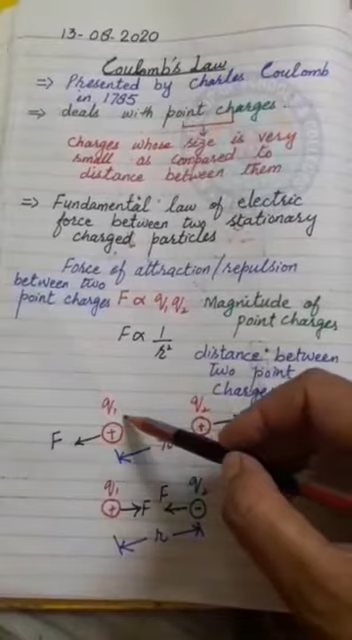 13-08-2020
Coulomb's Law
⇒ Presented by Charles Coulomb
in 1785
⇒ deals with point charges.
Charges whose size is very
small as compared to
distance between them
⇒ Fundamental law of electric
force between two stationary
charged particles
Force of attraction/repulsion
between two
point charges F ∝ q₁q₂ Magnitude of
point charges
F ∝ 1/r²
distance between
two point
Charges
q₁ q₂
F ← (+) (+) →
r
q₁ q₂
(+) → F F ← (-)
r